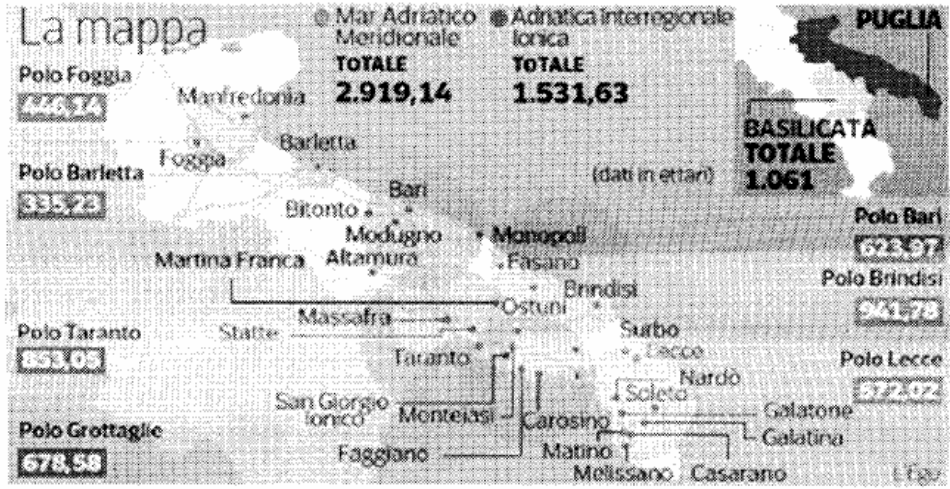 La mappa
Mar Adriatico
Meridionale
TOTALE
2.919,14
Adriatica interregionale
Ionica
TOTALE
1.531,63
PUGLIA
BASILICATA
TOTALE
1.061
(dati in ettari)
Polo Foggia
446,14
Polo Barletta
335,23
Polo Taranto
853,05
Polo Grottaglie
678,58
Polo Bari
623,97
Polo Brindisi
941,78
Polo Lecce
572,02
Manfredonia
Foggia
Barletta
Bari
Bitonto
Modugno
Monopoli
Martina Franca
Altamura
Fasano
Ostuni
Brindisi
Massafra
Statte
Taranto
Surbo
Lecce
Nardò
Soleto
San Giorgio
Ionico
Monteiasi
Carosino
Galatone
Galatina
Faggiano
Matino
Melissano
Casarano